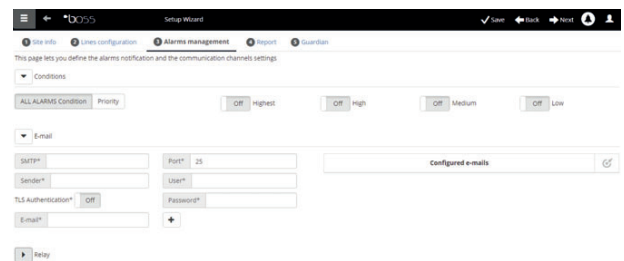 boss Setup Wizard Save Back Next
1 Site info 2 Lines configuration 3 Alarms management 4 Report 5 Guardian
This page lets you define the alarms notification and the communication channels settings
Conditions
ALL ALARMS Condition Priority Off Highest Off High Off Medium Off Low
E-mail
SMTP* Port* 25 Configured e-mails
Sender* User*
TLS Authentication* Off Password*
E-mail*
Relay